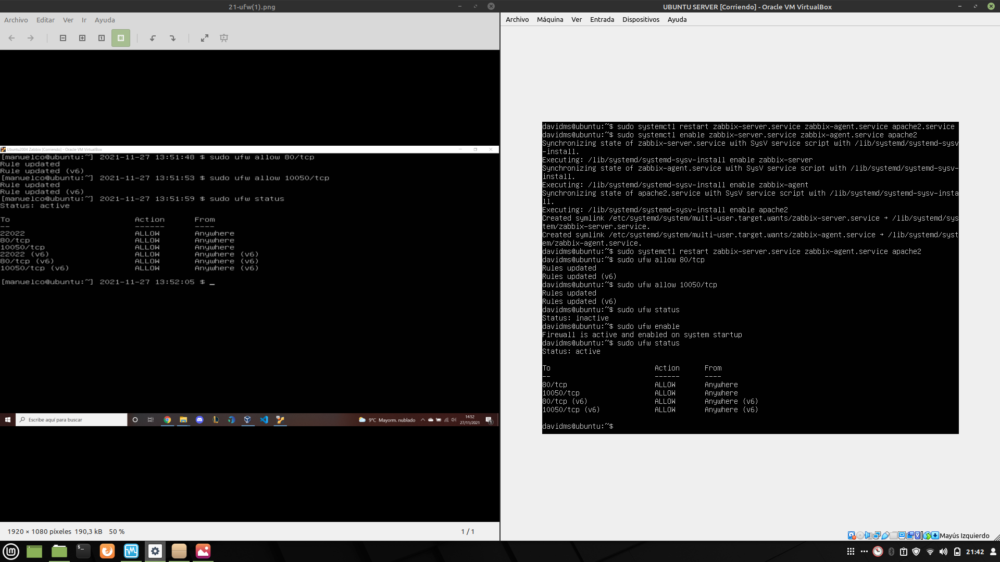 21-ufw(1).png
Archivo Editar Ver Ir Ayuda
Ubuntu2004 Zabbix [Corriendo] - Oracle VM VirtualBox
[manuelco@ubuntu:~] 2021-11-27 13:51:48 $ sudo ufw allow 80/tcp
Rule updated
Rule updated (v6)
[manuelco@ubuntu:~] 2021-11-27 13:51:53 $ sudo ufw allow 10050/tcp
Rule updated
Rule updated (v6)
[manuelco@ubuntu:~] 2021-11-27 13:51:59 $ sudo ufw status
Status: active
To Action From
-- ------ ----
22022 ALLOW Anywhere
80/tcp ALLOW Anywhere
10050/tcp ALLOW Anywhere
22022 (v6) ALLOW Anywhere (v6)
80/tcp (v6) ALLOW Anywhere (v6)
10050/tcp (v6) ALLOW Anywhere (v6)
[manuelco@ubuntu:~] 2021-11-27 13:52:05 $ _
Escribe aquí para buscar
9°C Mayorm. nublado
14:52
27/11/2021
1920 × 1080 píxeles 190,3 kB 50 %
1 / 1
UBUNTU SERVER [Corriendo] - Oracle VM VirtualBox
Archivo Máquina Ver Entrada Dispositivos Ayuda
davidms@ubuntu:~$ sudo systemctl restart zabbix-server.service zabbix-agent.service apache2.service
davidms@ubuntu:~$ sudo systemctl enable zabbix-server.service zabbix-agent.service apache2
Synchronizing state of zabbix-server.service with SysV service script with /lib/systemd/systemd-sysv
-install.
Executing: /lib/systemd/systemd-sysv-install enable zabbix-server
Synchronizing state of zabbix-agent.service with SysV service script with /lib/systemd/systemd-sysv-
install.
Executing: /lib/systemd/systemd-sysv-install enable zabbix-agent
Synchronizing state of apache2.service with SysV service script with /lib/systemd/systemd-sysv-insta
ll.
Executing: /lib/systemd/systemd-sysv-install enable apache2
Created symlink /etc/systemd/system/multi-user.target.wants/zabbix-server.service → /lib/systemd/sys
tem/zabbix-server.service.
Created symlink /etc/systemd/system/multi-user.target.wants/zabbix-agent.service → /lib/systemd/syst
em/zabbix-agent.service.
davidms@ubuntu:~$ sudo systemctl restart zabbix-server.service zabbix-agent.service apache2
davidms@ubuntu:~$ sudo ufw allow 80/tcp
Rules updated
Rules updated (v6)
davidms@ubuntu:~$ sudo ufw allow 10050/tcp
Rules updated
Rules updated (v6)
davidms@ubuntu:~$ sudo ufw status
Status: inactive
davidms@ubuntu:~$ sudo ufw enable
Firewall is active and enabled on system startup
davidms@ubuntu:~$ sudo ufw status
Status: active
To Action From
-- ------ ----
80/tcp ALLOW Anywhere
10050/tcp ALLOW Anywhere
80/tcp (v6) ALLOW Anywhere (v6)
10050/tcp (v6) ALLOW Anywhere (v6)
davidms@ubuntu:~$
Mayús Izquierdo
21:42